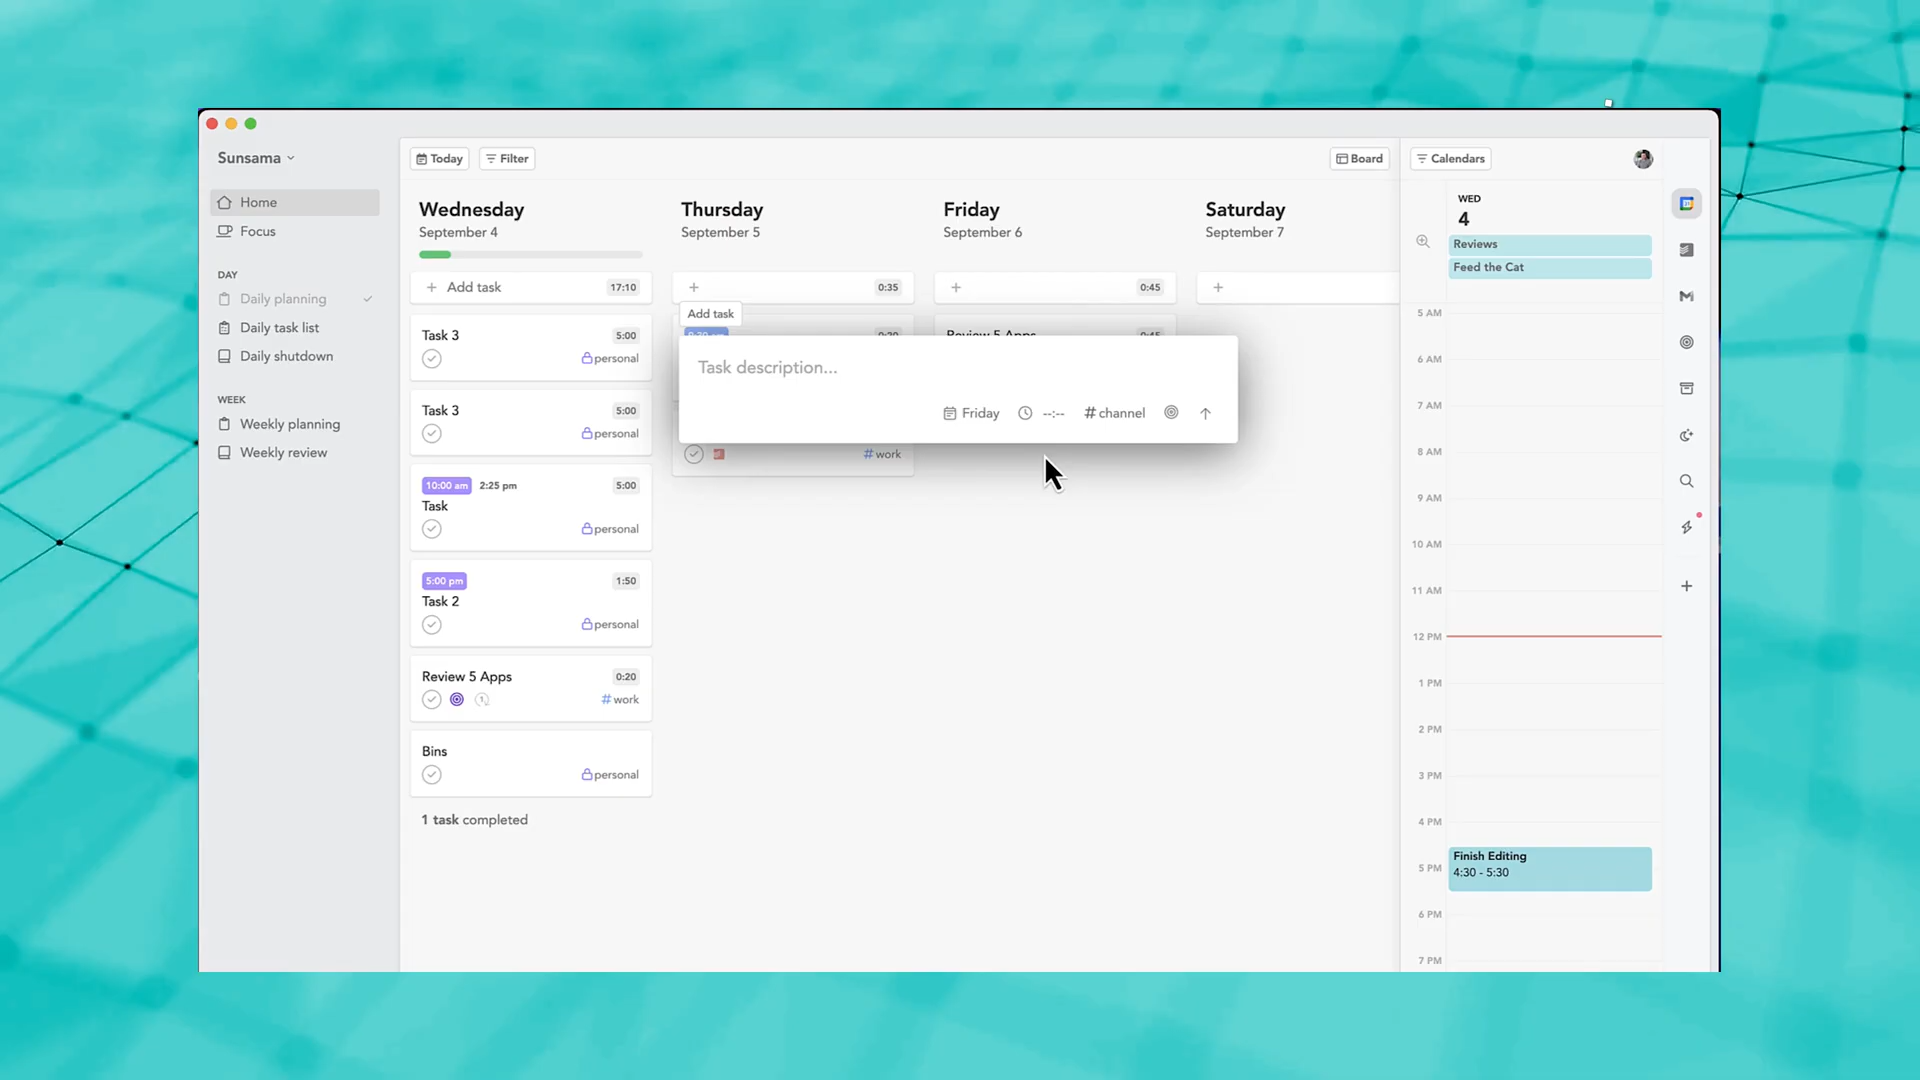 Sunsama
Home
Focus
DAY
Daily planning
Daily task list
Daily shutdown
WEEK
Weekly planning
Weekly review
Today
Filter
Board
Wednesday
September 4
Add task
17:10
Task 3
5:00
personal
Task 3
5:00
personal
10:00 am 2:25 pm
5:00
Task
personal
5:00 pm
1:50
Task 2
personal
Review 5 Apps
0:20
#work
Bins
personal
1 task completed
Thursday
September 5
0:35
Add task
#work
Friday
September 6
0:45
Review 5 Apps
0:45
Saturday
September 7
Task description...
Friday
--:--
#channel
Calendars
WED
4
Reviews
Feed the Cat
5 AM
6 AM
7 AM
8 AM
9 AM
10 AM
11 AM
12 PM
1 PM
2 PM
3 PM
4 PM
Finish Editing
4:30 - 5:30
5 PM
6 PM
7 PM